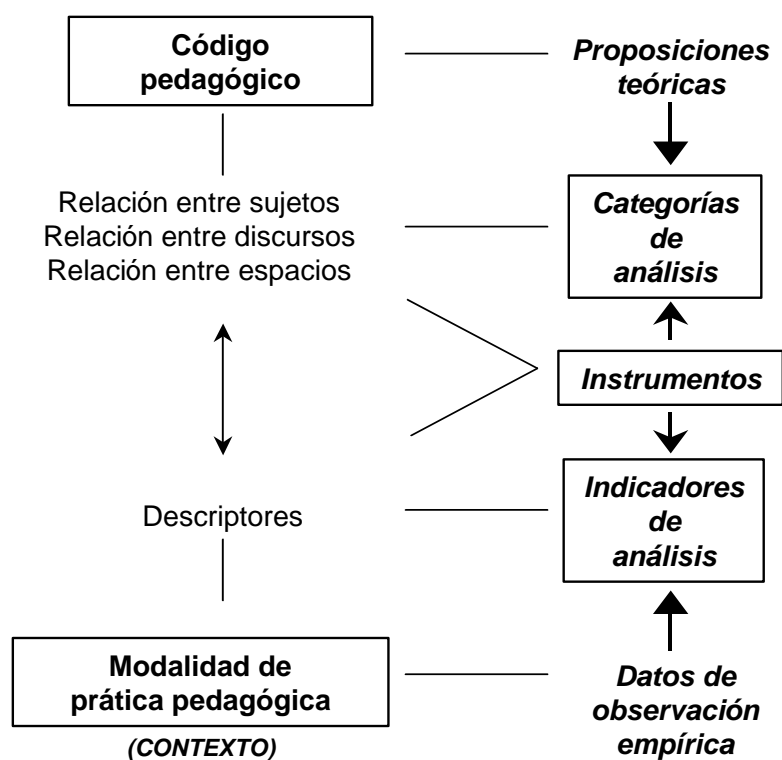 Código
pedagógico
Proposiciones
teóricas
Relación entre sujetos
Relación entre discursos
Relación entre espacios
Categorías
de
análisis
Instrumentos
Descriptores
Indicadores
de
análisis
Modalidad de
prática pedagógica
(CONTEXTO)
Datos de
observación
empírica